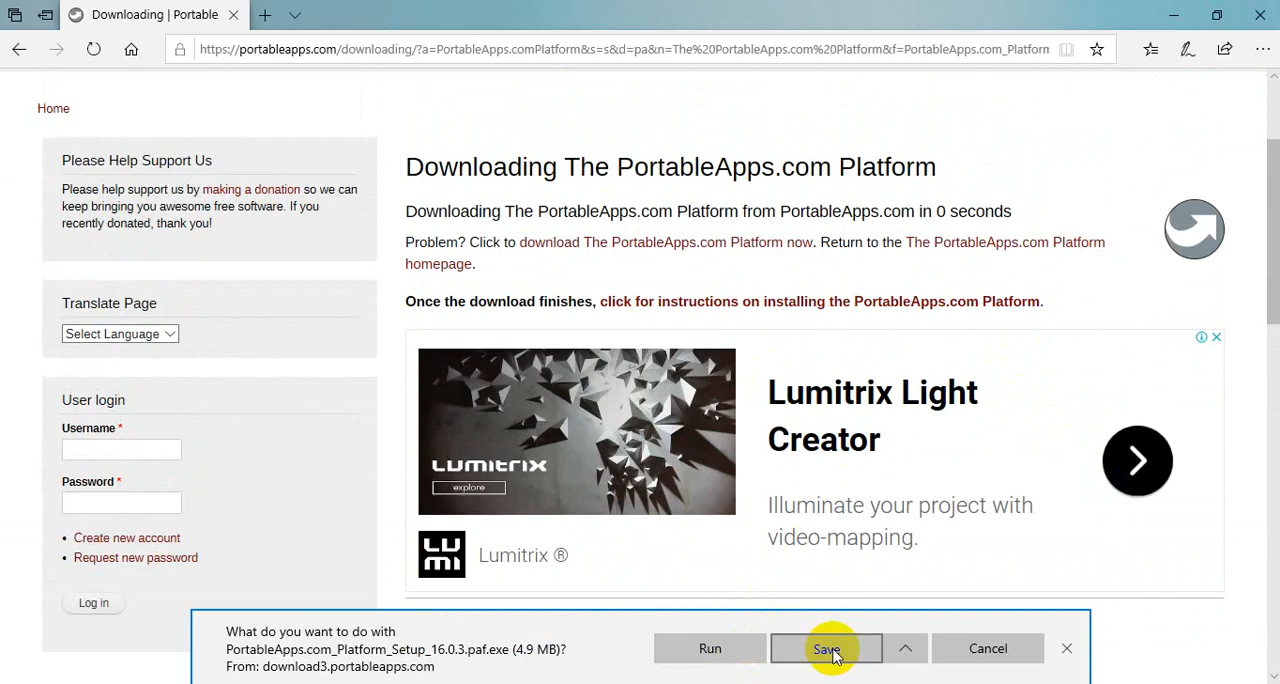 Downloading | Portable
https://portableapps.com/downloading/?a=PortableApps.comPlatform&s=s&d=pa&n=The%20PortableApps.com%20Platform&f=PortableApps.com_Platform
Home
Please Help Support Us
Please help support us by making a donation so we can
keep bringing you awesome free software. If you
recently donated, thank you!
Translate Page
Select Language
User login
Username *
Password *
• Create new account
• Request new password
Log in
Downloading The PortableApps.com Platform
Downloading The PortableApps.com Platform from PortableApps.com in 0 seconds
Problem? Click to download The PortableApps.com Platform now. Return to the The PortableApps.com Platform
homepage.
Once the download finishes, click for instructions on installing the PortableApps.com Platform.
LUMITRIX
explore
Lumitrix Light
Creator
Illuminate your project with
video-mapping.
LU
MI
Lumitrix ®
What do you want to do with
PortableApps.com_Platform_Setup_16.0.3.paf.exe (4.9 MB)?
From: download3.portableapps.com
Run
Save
Cancel